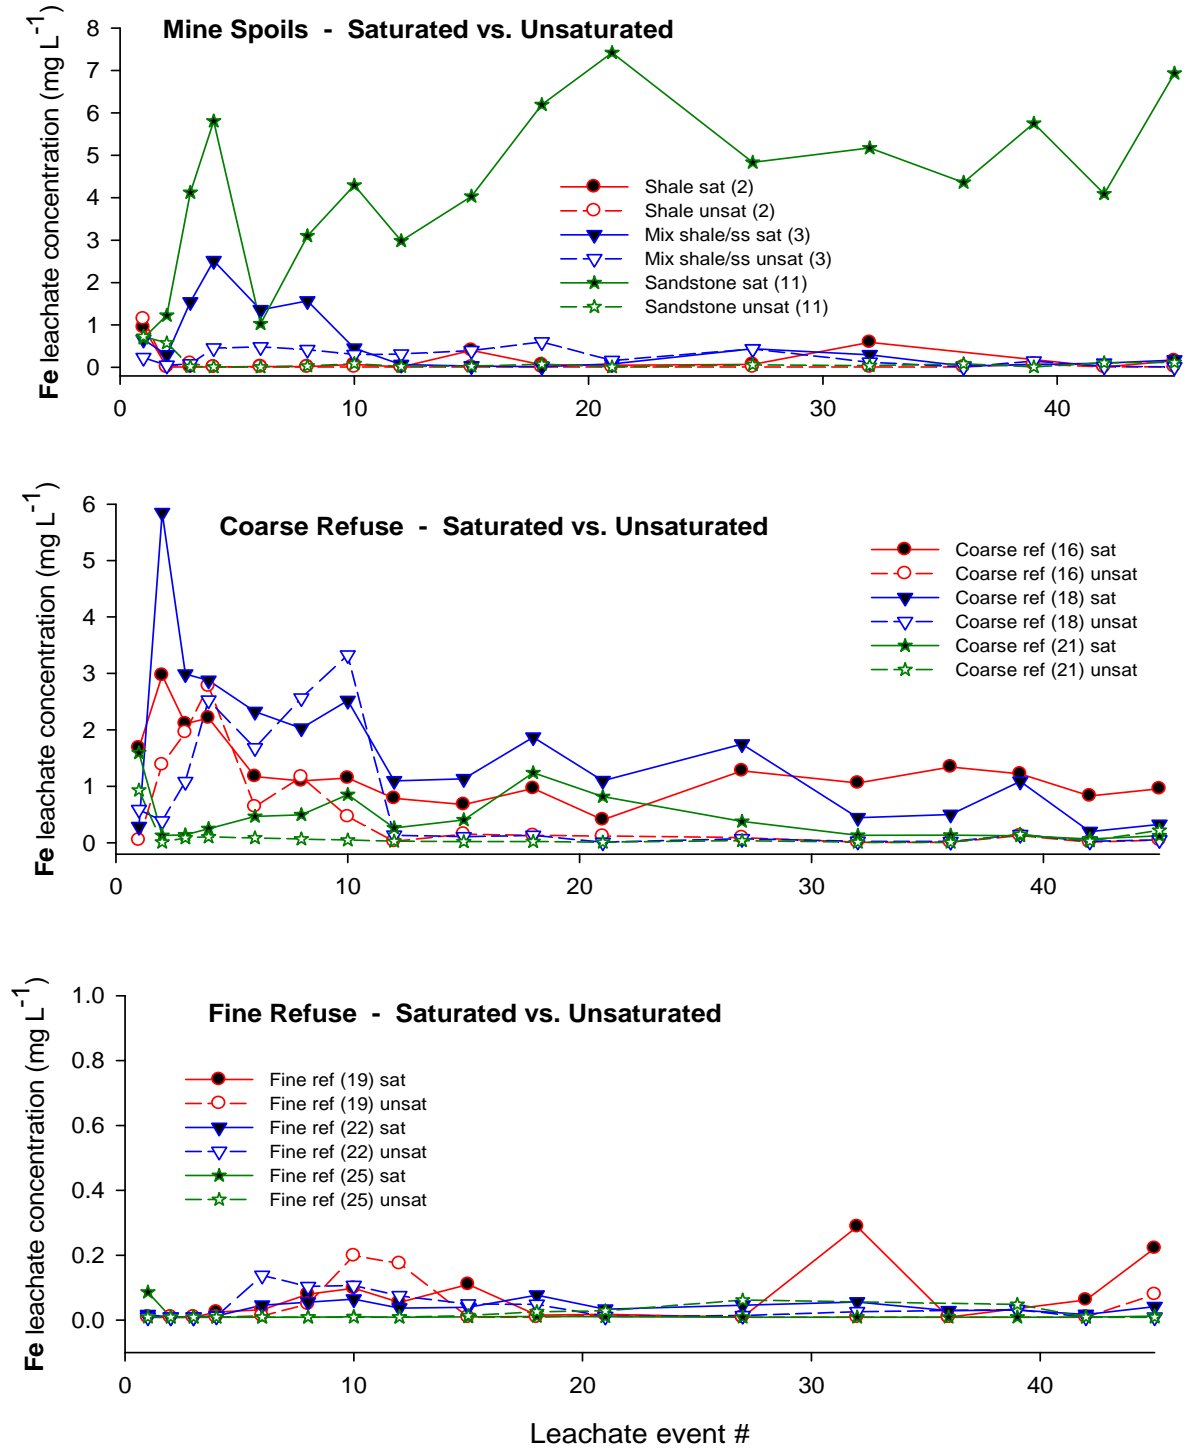 Mine Spoils - Saturated vs. Unsaturated
Fe leachate concentration (mg L-1)
8
7
6
5
4
3
2
1
0
Shale sat (2)
Shale unsat (2)
Mix shale/ss sat (3)
Mix shale/ss unsat (3)
Sandstone sat (11)
Sandstone unsat (11)
0 10 20 30 40
Coarse Refuse - Saturated vs. Unsaturated
Fe leachate concentration (mg L-1)
6
5
4
3
2
1
0
Coarse ref (16) sat
Coarse ref (16) unsat
Coarse ref (18) sat
Coarse ref (18) unsat
Coarse ref (21) sat
Coarse ref (21) unsat
0 10 20 30 40
Fine Refuse - Saturated vs. Unsaturated
Fe leachate concentration (mg L-1)
1.0
0.8
0.6
0.4
0.2
0.0
Fine ref (19) sat
Fine ref (19) unsat
Fine ref (22) sat
Fine ref (22) unsat
Fine ref (25) sat
Fine ref (25) unsat
0 10 20 30 40
Leachate event #